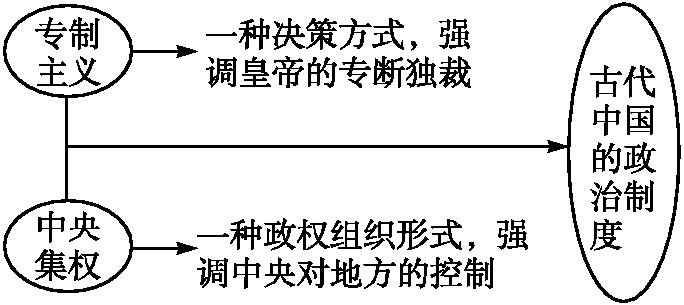 专制
主义
一种决策方式，强
调皇帝的专断独裁
中央
集权
一种政权组织形式，强
调中央对地方的控制
古代
中国
的政
治制
度